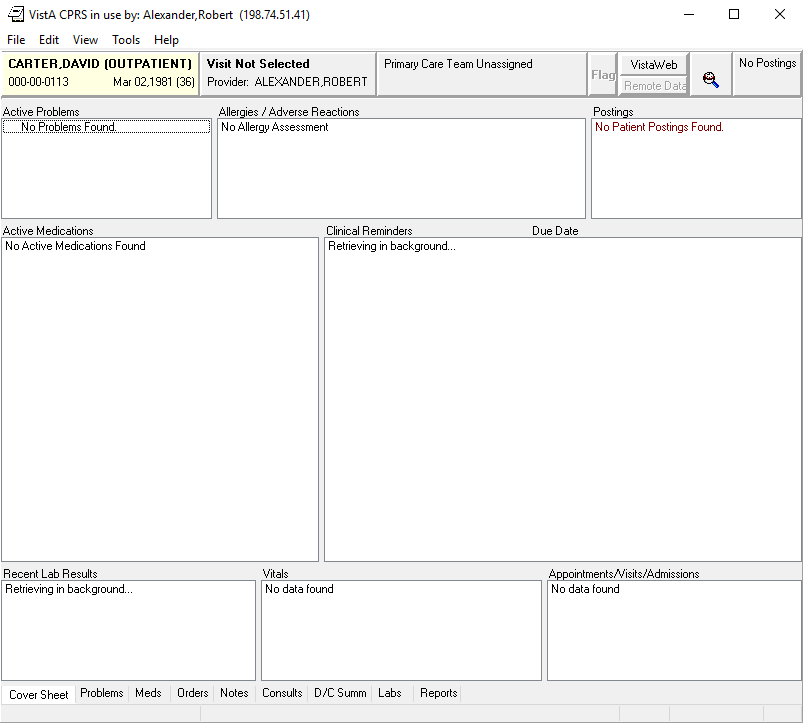 VistA CPRS in use by: Alexander,Robert (198.74.51.41)
File Edit View Tools Help
CARTER,DAVID (OUTPATIENT)
000-00-0113 Mar 02,1981 (36)
Visit Not Selected
Provider: ALEXANDER,ROBERT
Primary Care Team Unassigned
Flag
VistaWeb
Remote Data
No Postings
Active Problems
No Problems Found.
Allergies / Adverse Reactions
No Allergy Assessment
Postings
No Patient Postings Found.
Active Medications
No Active Medications Found
Clinical Reminders Due Date
Retrieving in background...
Recent Lab Results
Retrieving in background...
Vitals
No data found
Appointments/Visits/Admissions
No data found
Cover Sheet Problems Meds Orders Notes Consults D/C Summ Labs Reports